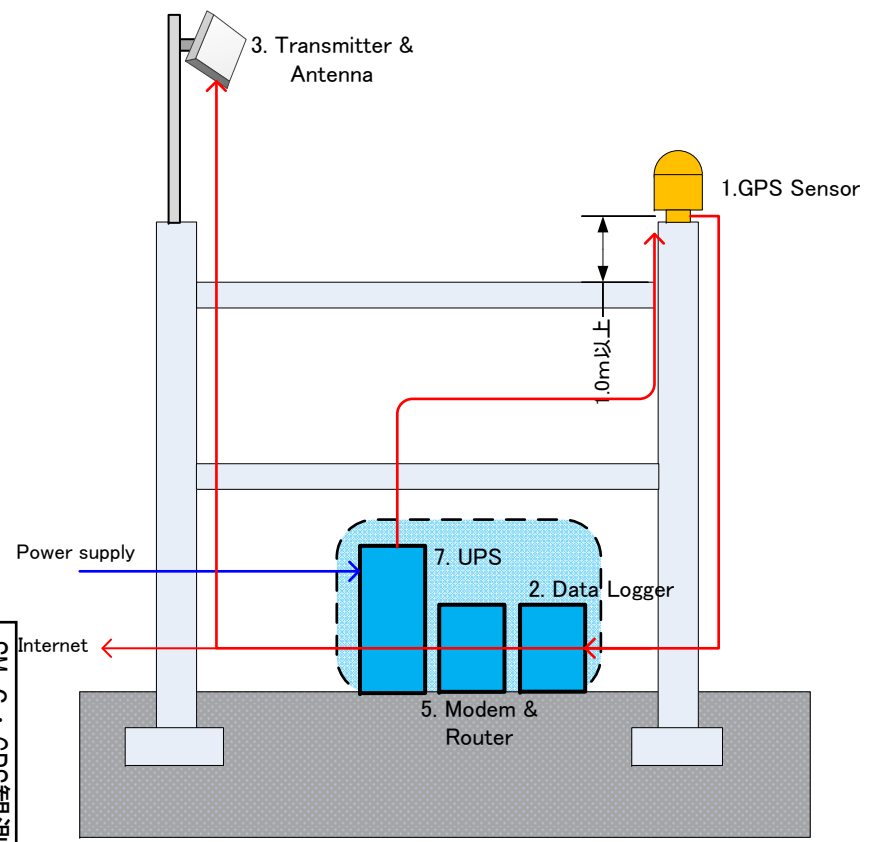 3. Transmitter &
Antenna
1.GPS Sensor
1.0m以上
Power supply
7. UPS
2. Data Logger
Internet
5. Modem &
Router